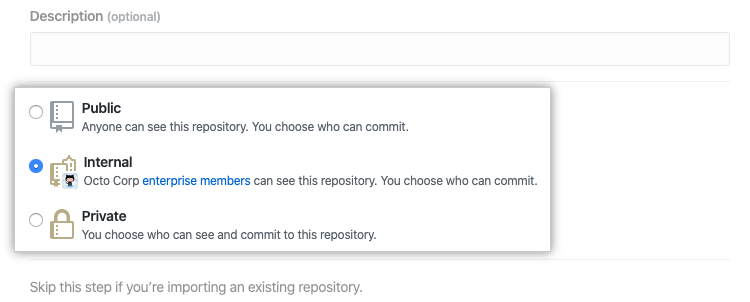 Description (optional)
Public
Anyone can see this repository. You choose who can commit.
Internal
Octo Corp enterprise members can see this repository. You choose who can commit.
Private
You choose who can see and commit to this repository.
Skip this step if you’re importing an existing repository.